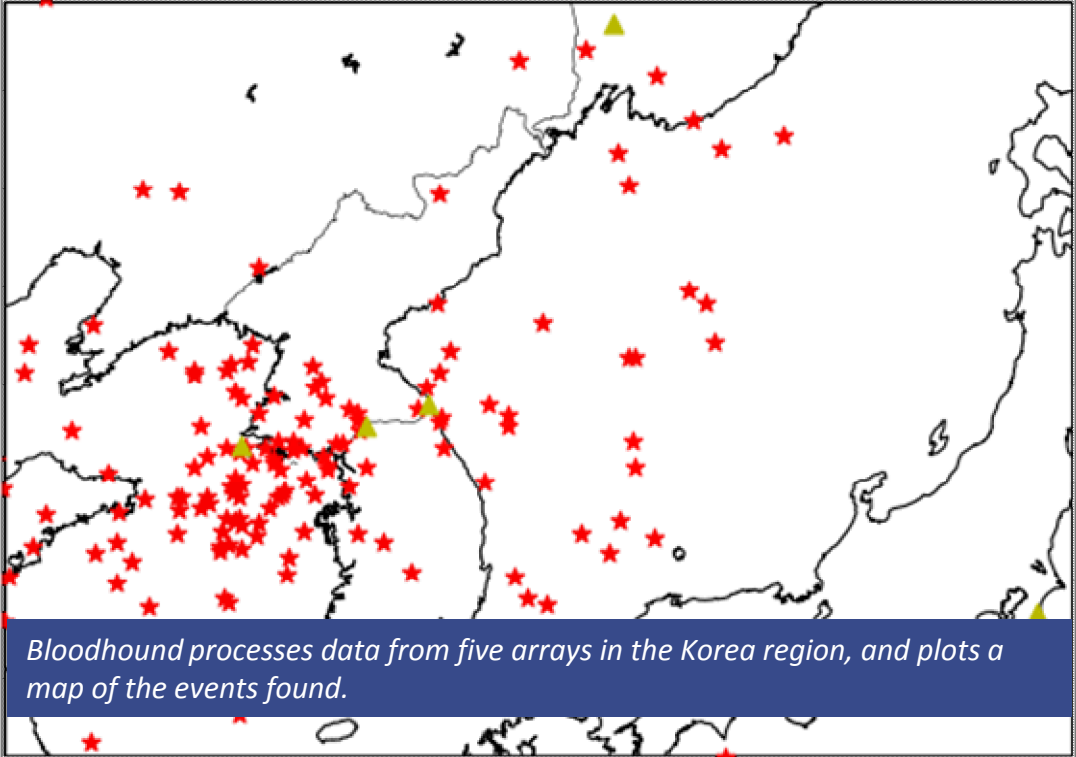 Bloodhound processes data from five arrays in the Korea region, and plots a
map of the events found.